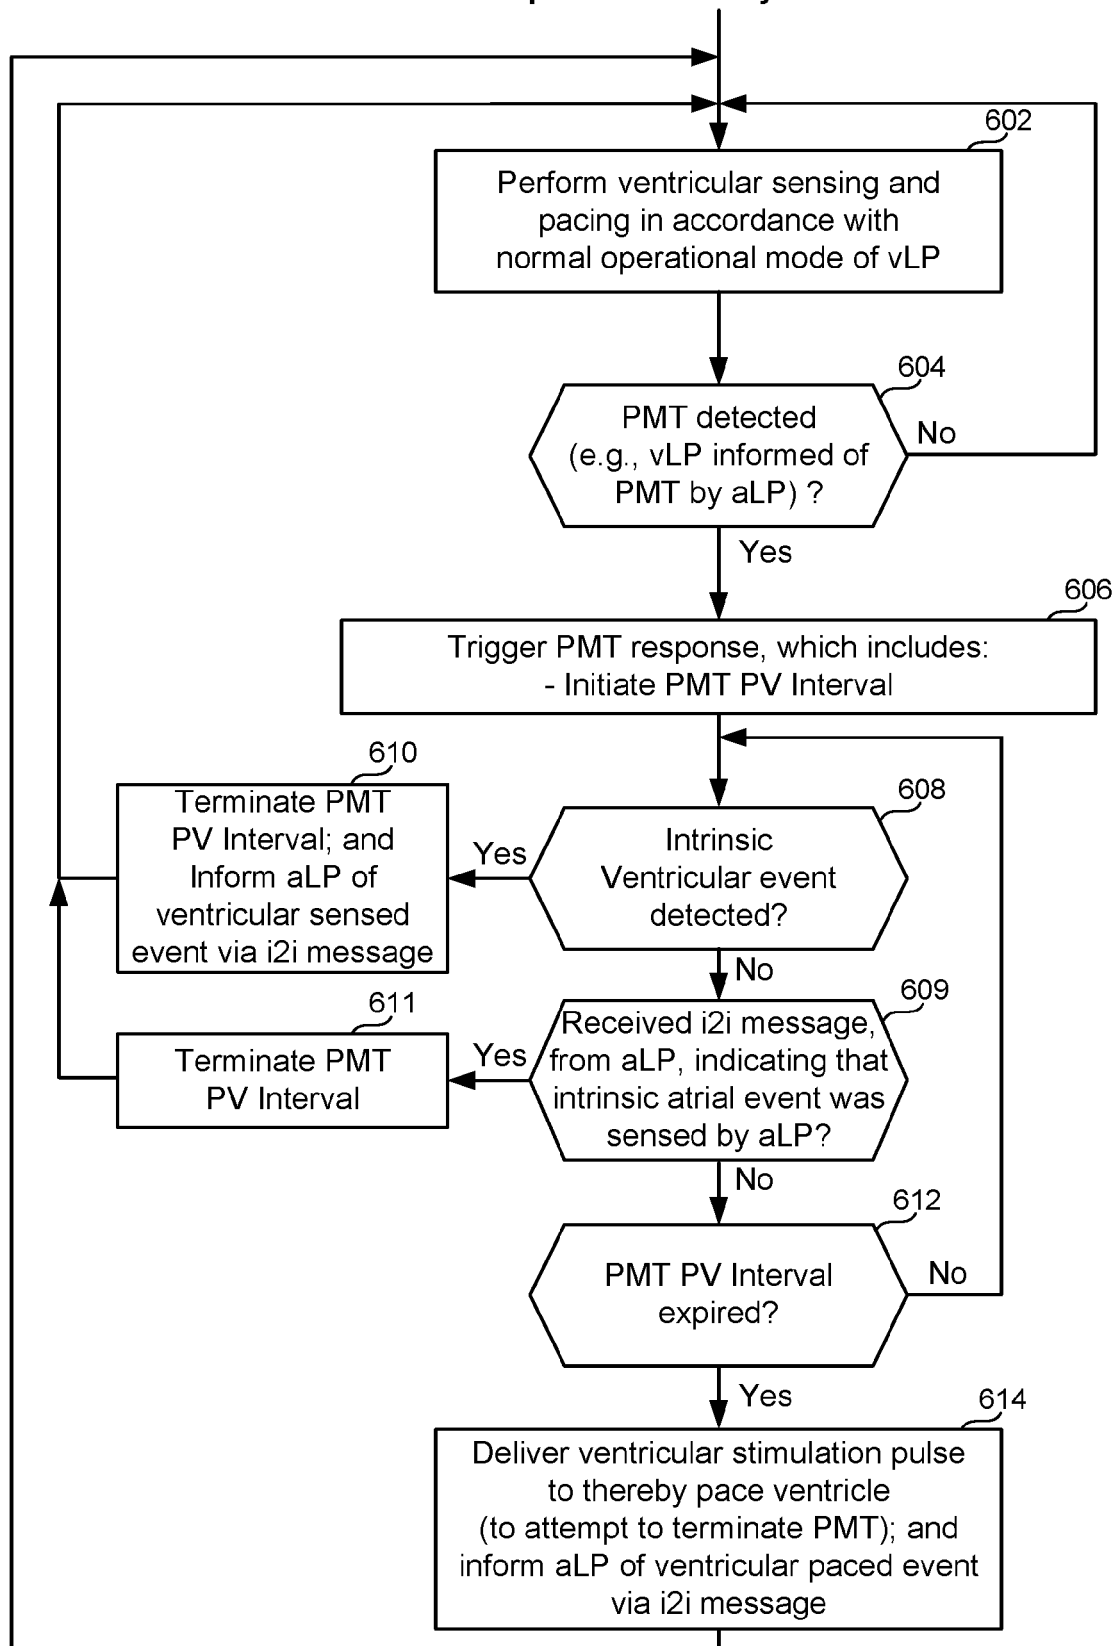 602
Perform ventricular sensing and
pacing in accordance with
normal operational mode of vLP
604
PMT detected
(e.g., vLP informed of
PMT by aLP) ?
No
Yes
606
Trigger PMT response, which includes:
- Initiate PMT PV Interval
610
Terminate PMT
PV Interval; and
Inform aLP of
ventricular sensed
event via i2i message
Yes
608
Intrinsic
Ventricular event
detected?
No
611
Terminate PMT
PV Interval
Yes
609
Received i2i message,
from aLP, indicating that
intrinsic atrial event was
sensed by aLP?
No
612
PMT PV Interval
expired?
No
Yes
614
Deliver ventricular stimulation pulse
to thereby pace ventricle
(to attempt to terminate PMT); and
inform aLP of ventricular paced event
via i2i message